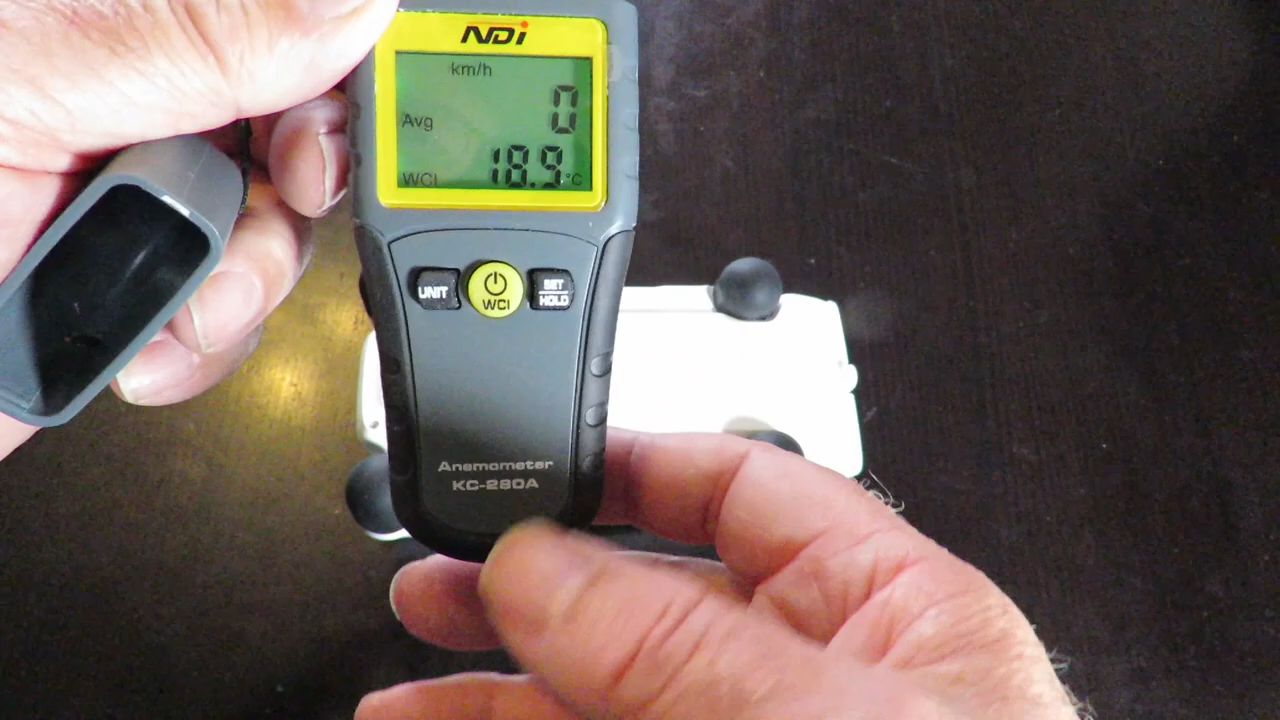 NDi
km/h
0
Avg
18.9 °C
WCI
UNIT
WCI
SET
HOLD
Anemometer
KC-280A